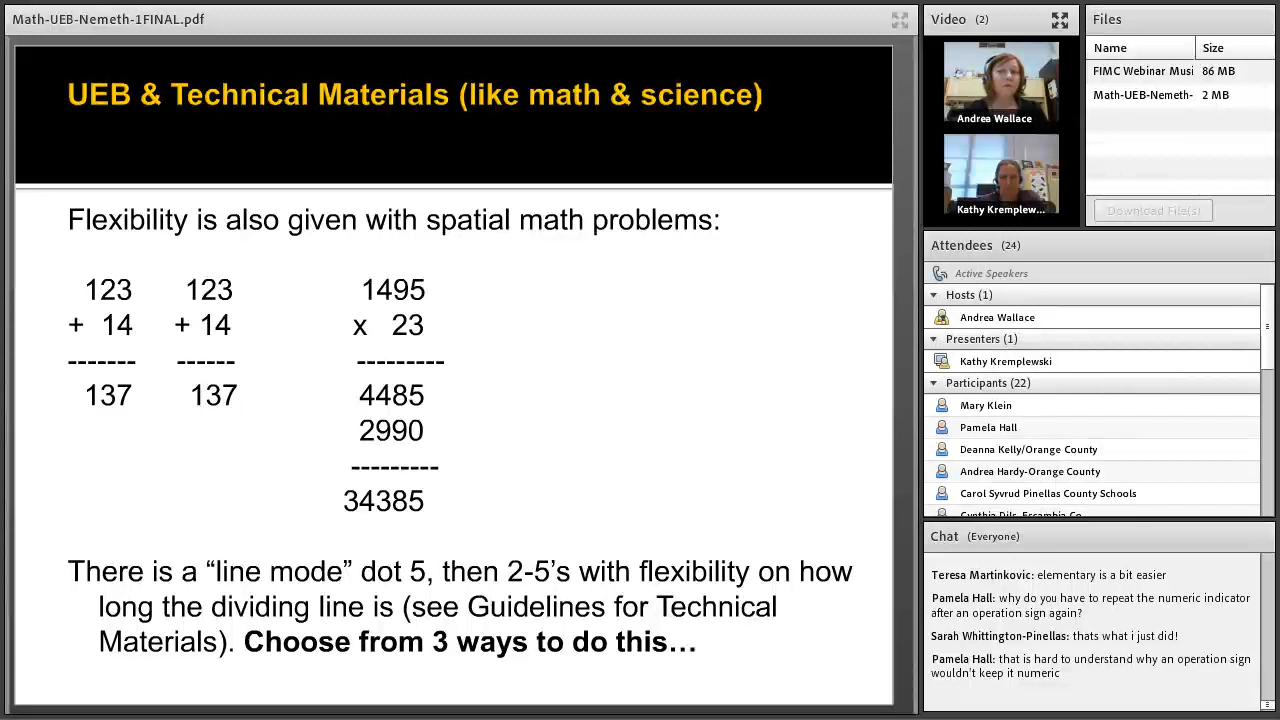 Math-UEB-Nemeth-1FINAL.pdf
UEB & Technical Materials (like math & science)
Flexibility is also given with spatial math problems:
123 123 1495
+ 14 + 14 x 23
------- ------ ---------
137 137 4485
2990
---------
34385
There is a “line mode” dot 5, then 2-5’s with flexibility on how
long the dividing line is (see Guidelines for Technical
Materials). Choose from 3 ways to do this…
Video (2)
Andrea Wallace
Kathy Kremplew...
Files
Name Size
FIMC Webinar Musi 86 MB
Math-UEB-Nemeth- 2 MB
Download File(s)
Attendees (24)
Active Speakers
Hosts (1)
Andrea Wallace
Presenters (1)
Kathy Kremplewski
Participants (22)
Mary Klein
Pamela Hall
Deanna Kelly/Orange County
Andrea Hardy-Orange County
Carol Syvrud Pinellas County Schools
Cynthia Dils, Escambia Co
Chat (Everyone)
Teresa Martinkovic: elementary is a bit easier
Pamela Hall: why do you have to repeat the numeric indicator
after an operation sign again?
Sarah Whittington-Pinellas: thats what i just did!
Pamela Hall: that is hard to understand why an operation sign
wouldn't keep it numeric